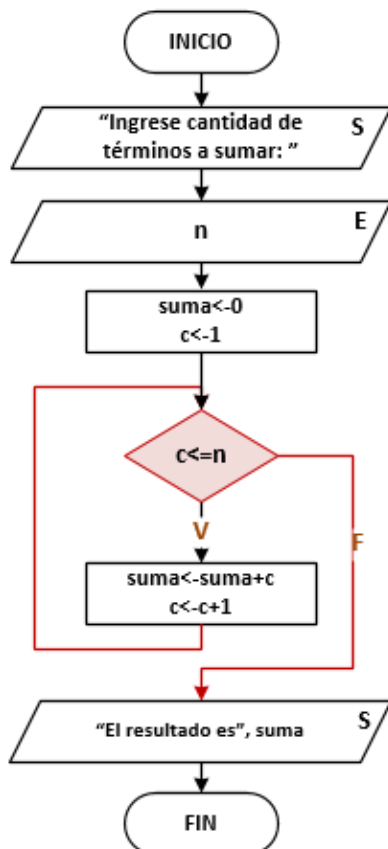 INICIO
“Ingrese cantidad de S
términos a sumar: ”
E
n
suma<-0
c<-1
c<=n
V
F
suma<-suma+c
c<-c+1
“El resultado es”, suma S
FIN